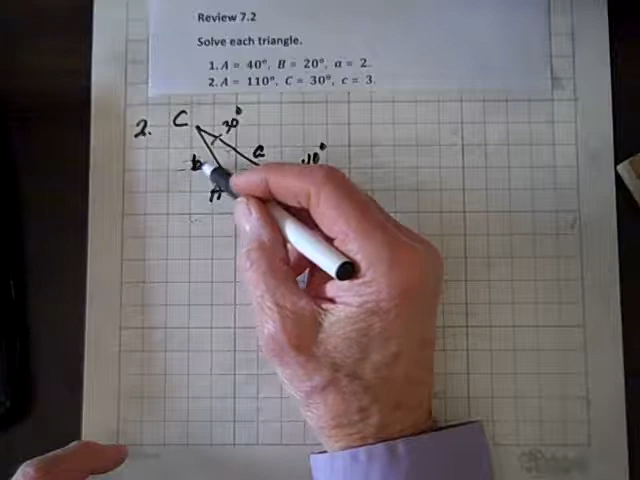 Review 7.2
Solve each triangle.
1. A = 40°, B = 20°, a = 2.
2. A = 110°, C = 30°, c = 3.
2. C 30°
b a
A